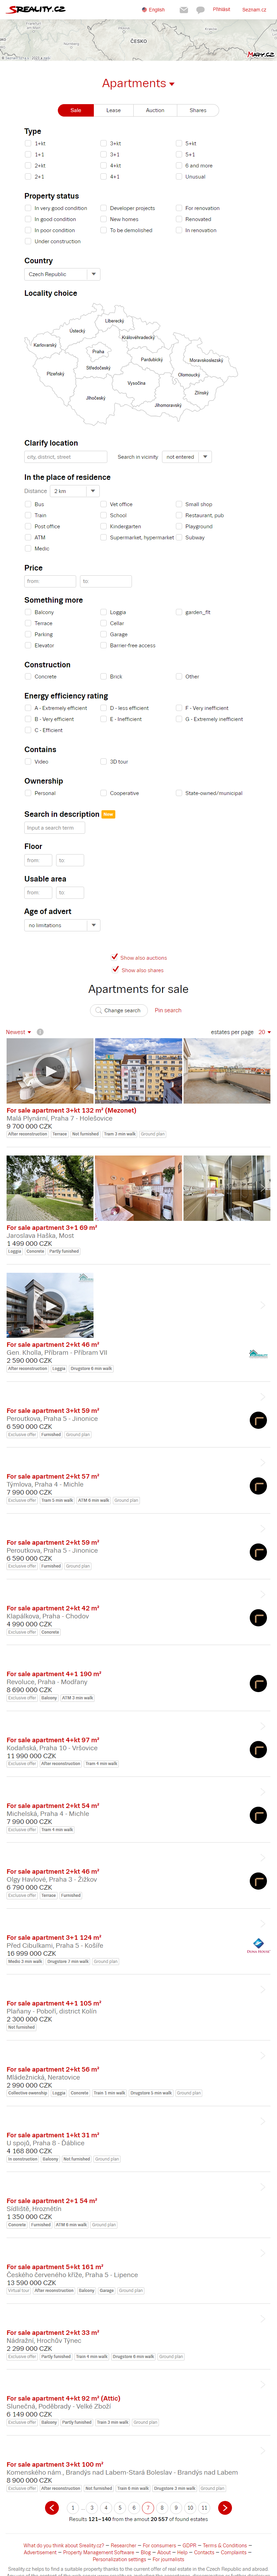 SREALITY.CZ
English
Přihlásit
Seznam.cz
ČESKO
Mapy.cz
Apartments
Sale
Lease
Auction
Shares
Type
1+kt
3+kt
5+kt
1+1
3+1
5+1
2+kt
4+kt
6 and more
2+1
4+1
Unusual
Property status
In very good condition
Developer projects
For renovation
In good condition
New homes
Renovated
In poor condition
To be demolished
In renovation
Under construction
Country
Czech Republic
Locality choice
Liberecký
Ústecký
Královéhradecký
Karlovarský
Praha
Pardubický
Moravskoslezský
Středočeský
Plzeňský
Olomoucký
Vysočina
Zlínský
Jihočeský
Jihomoravský
Clarify location
city, district, street
Search in vicinity
not entered
In the place of residence
Distance
2 km
Bus
Vet office
Small shop
Train
School
Restaurant, pub
Post office
Kindergarten
Playground
ATM
Supermarket, hypermarket
Subway
Medic
Price
from
to
Something more
Balcony
Loggia
garden_flt
Terrace
Cellar
Parking
Garage
Elevator
Barrier-free access
Construction
Concrete
Brick
Other
Energy efficiency rating
A - Extremely efficient
D - less efficient
F - Very inefficient
B - Very efficient
E - Inefficient
G - Extremely inefficient
C - Efficient
Contains
Video
3D tour
Ownership
Personal
Cooperative
State-owned/municipal
Search in description New
Input a search term
Floor
from
to
Usable area
from
to
Age of advert
no limitations
Show also auctions
Show also shares
Apartments for sale
Change search
Pin search
Newest
estates per page 20
For sale apartment 3+kt 132 m² (Mezonet)
Malá Plynární, Praha 7 - Holešovice
9 700 000 CZK
After reconstruction Terrace Not furnished Tram 3 min walk Ground plan
For sale apartment 3+1 69 m²
Jaroslava Haška, Most
1 499 000 CZK
Loggia Concrete Partly furnished
For sale apartment 2+kt 46 m²
Gen. Kholla, Příbram - Příbram VII
2 590 000 CZK
After reconstruction Loggia Drugstore 6 min walk
For sale apartment 3+kt 59 m²
Peroutkova, Praha 5 - Jinonice
6 590 000 CZK
Exclusive offer Furnished Ground plan
For sale apartment 2+kt 57 m²
Týmlova, Praha 4 - Michle
7 990 000 CZK
Exclusive offer Tram 5 min walk ATM 6 min walk Ground plan
For sale apartment 2+kt 59 m²
Peroutkova, Praha 5 - Jinonice
6 590 000 CZK
Exclusive offer Furnished Ground plan
For sale apartment 2+kt 42 m²
Klapálkova, Praha - Chodov
4 990 000 CZK
Exclusive offer Concrete
For sale apartment 4+1 190 m²
Revoluce, Praha - Modřany
8 690 000 CZK
Exclusive offer Balcony ATM 3 min walk
For sale apartment 4+kt 97 m²
Kodaňská, Praha 10 - Vršovice
11 990 000 CZK
Exclusive offer After reconstruction Tram 4 min walk
For sale apartment 2+kt 54 m²
Michelská, Praha 4 - Michle
7 990 000 CZK
Exclusive offer Tram 4 min walk
For sale apartment 2+kt 46 m²
Olgy Havlové, Praha 3 - Žižkov
6 790 000 CZK
Exclusive offer Terrace Furnished
For sale apartment 3+1 124 m²
Před Cibulkami, Praha 5 - Košíře
16 999 000 CZK
Medic 3 min walk Drugstore 7 min walk Ground plan
For sale apartment 4+1 105 m²
Plaňany - Poboří, district Kolín
2 300 000 CZK
Not furnished
For sale apartment 2+kt 56 m²
Mládežnická, Neratovice
2 990 000 CZK
Collective ownership Loggia Concrete Train 1 min walk Drugstore 5 min walk Ground plan
For sale apartment 1+kt 31 m²
U spojů, Praha 8 - Ďáblice
4 168 800 CZK
In construction Balcony Not furnished Ground plan
For sale apartment 2+1 54 m²
Sídliště, Hroznětín
1 350 000 CZK
Concrete Furnished ATM 6 min walk Ground plan
For sale apartment 5+kt 161 m²
Českého červeného kříže, Praha 5 - Lipence
13 590 000 CZK
Virtual tour After reconstruction Balcony Garage Ground plan
For sale apartment 2+kt 33 m²
Nádražní, Hrochův Týnec
2 299 000 CZK
Exclusive offer Partly furnished Train 4 min walk Drugstore 6 min walk Ground plan
For sale apartment 4+kt 92 m² (Attic)
Slunečná, Poděbrady - Velké Zboží
6 149 000 CZK
Exclusive offer Balcony Partly furnished Train 3 min walk Ground plan
For sale apartment 3+kt 100 m²
Komenského nám., Brandýs nad Labem-Stará Boleslav - Brandýs nad Labem
8 900 000 CZK
Exclusive offer After reconstruction Not furnished Tram 6 min walk Drugstore 3 min walk Ground plan
1 ... 3 4 5 6 7 8 9 10 11
Results 121–140 from the amout 20 557 of found estates
What do you think about Sreality.cz? – Researcher – For consumers – GDPR – Terms & Conditions –
Advertisement – Property Management Software – Blog – About – Help – Contacts – Complaints –
Personalization settings – For journalists
Sreality.cz helps to find a suitable property thanks to the current offer of real estate in the Czech Republic and abroad.